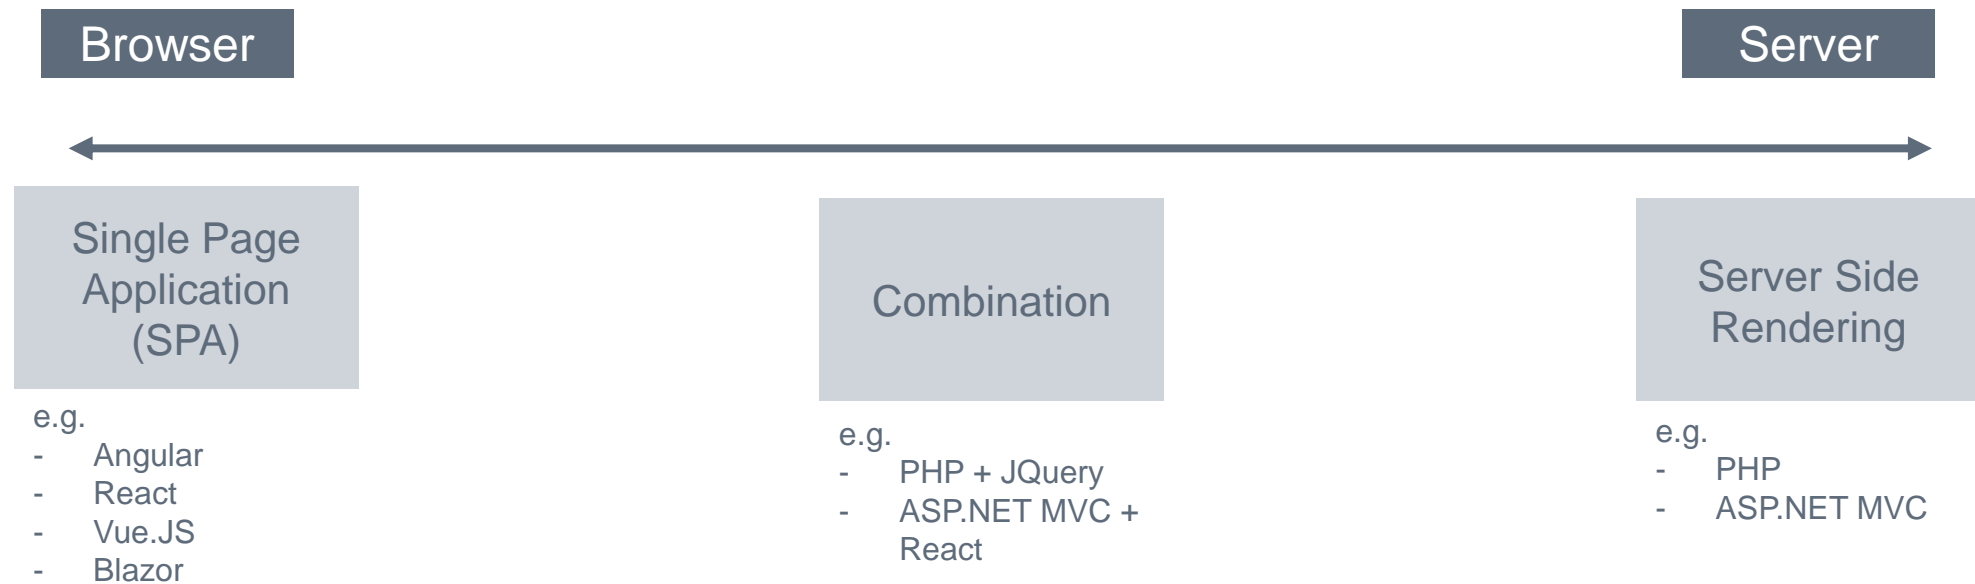 Browser
Server
Single Page
Application
(SPA)
Combination
Server Side
Rendering
e.g.
- Angular
- React
- Vue.JS
- Blazor
e.g.
- PHP + JQuery
- ASP.NET MVC +
React
e.g.
- PHP
- ASP.NET MVC